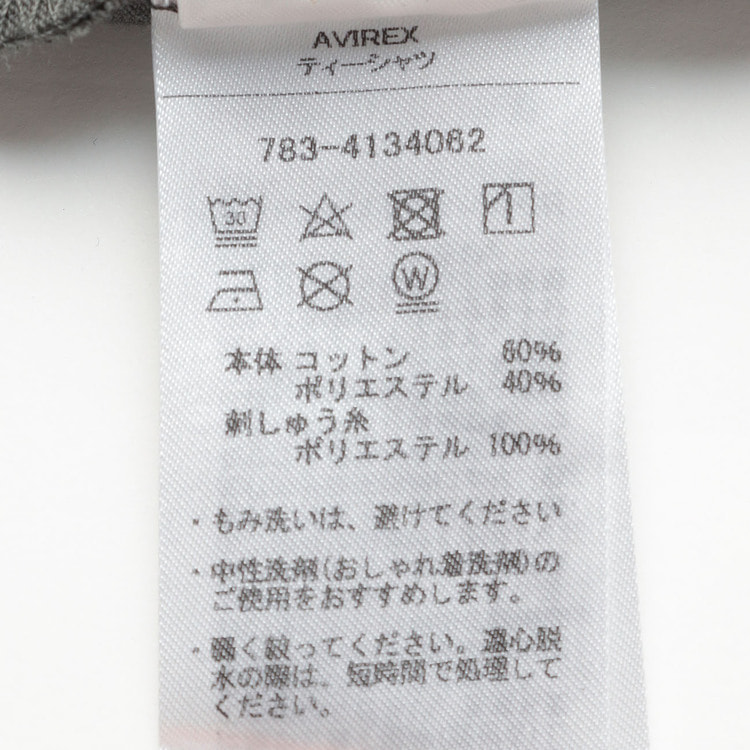 AVIREX
ティーシャツ
783-4134062
30
W
本体 コットン 60%
ポリエステル 40%
刺しゅう糸
ポリエステル 100%
・もみ洗いは、避けてください
・中性洗剤(おしゃれ着洗剤)の
ご使用をおすすめします。
・弱く絞ってください。遠心脱
水の際は、短時間で処理して
ください。